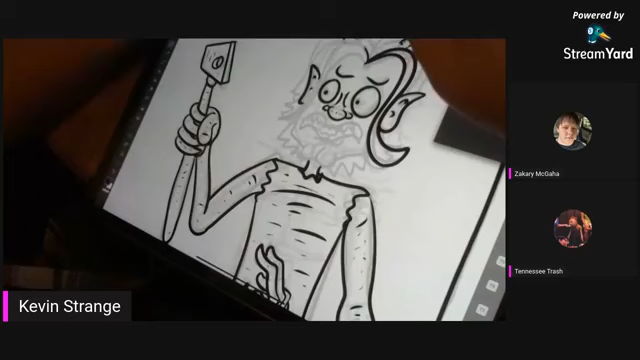 Powered by
StreamYard
Zakary McGaha
Tennessee Trash
Kevin Strange